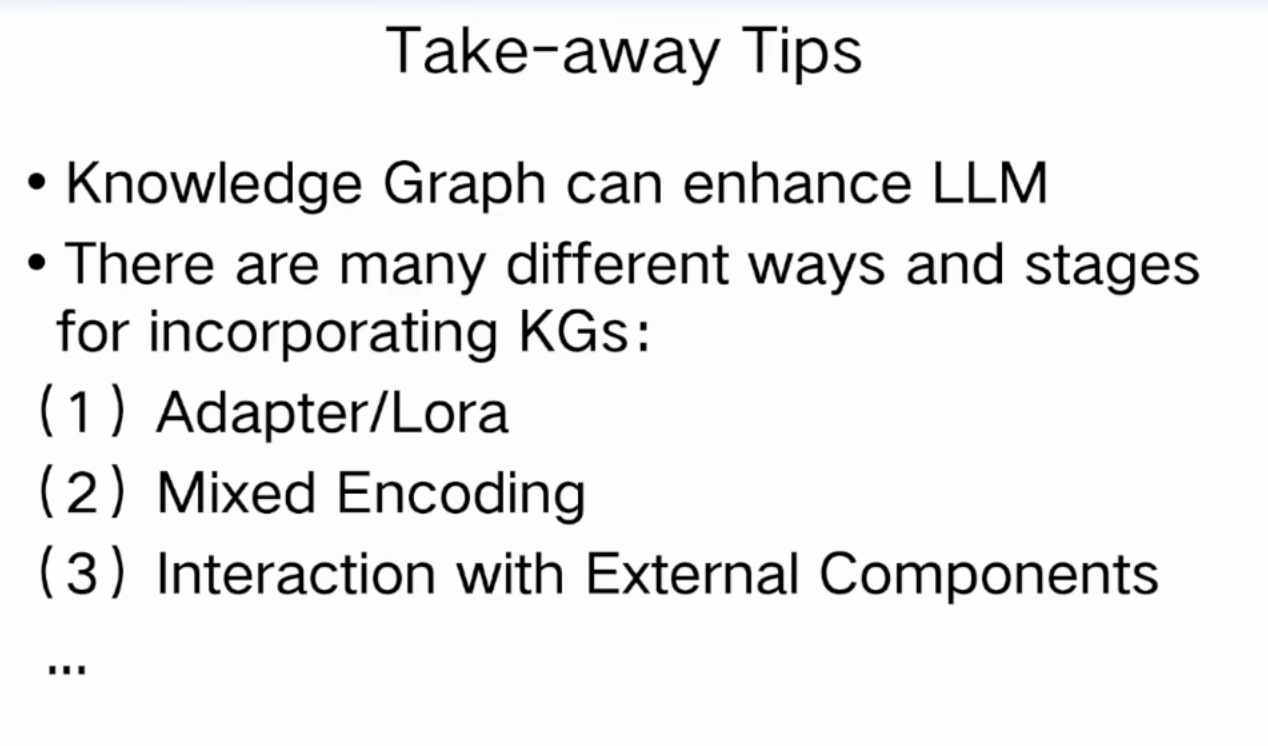 Take-away Tips
• Knowledge Graph can enhance LLM
• There are many different ways and stages
for incorporating KGs:
(1) Adapter/Lora
(2) Mixed Encoding
(3) Interaction with External Components
...